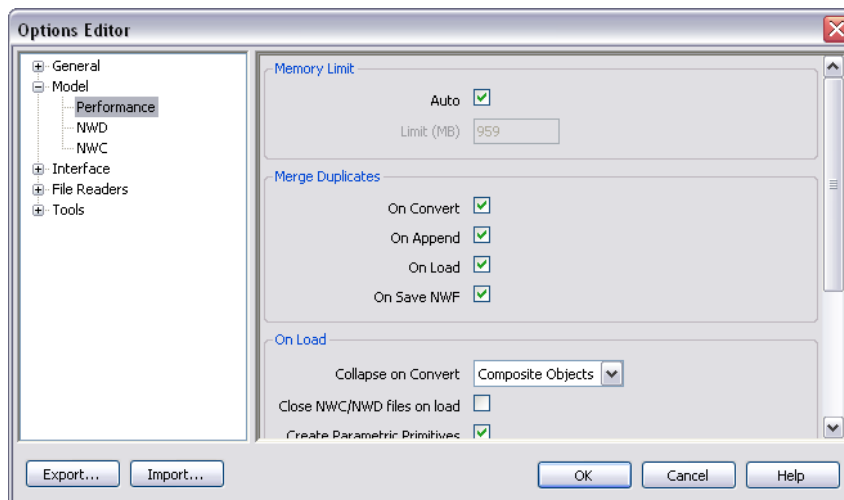 Options Editor
General
Model
Performance
NWD
NWC
Interface
File Readers
Tools
Memory Limit
Auto
Limit (MB) 959
Merge Duplicates
On Convert
On Append
On Load
On Save NWF
On Load
Collapse on Convert Composite Objects
Close NWC/NWD files on load
Create Parametric Primitives
Export... Import... OK Cancel Help